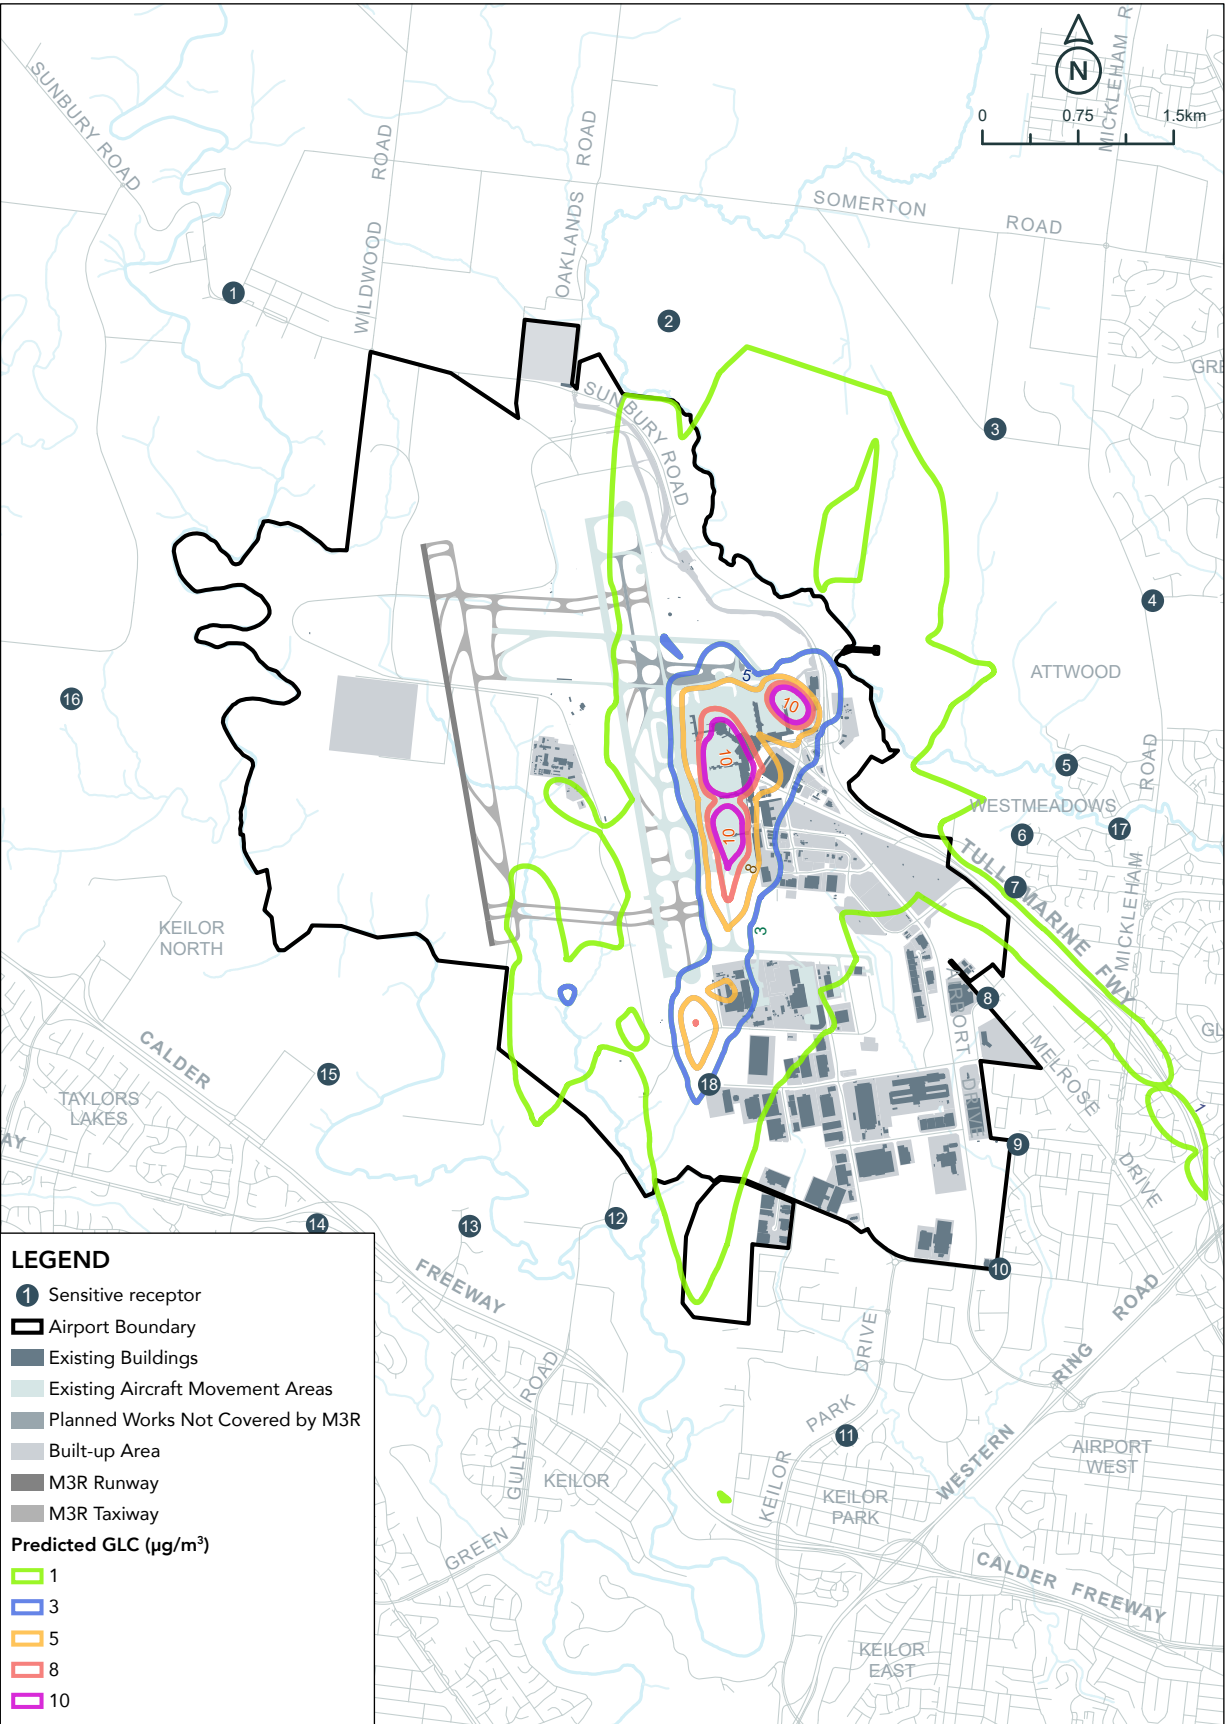 MICKLEHAM R
N
0 0.75 1.5km
SUNBURY ROAD
WILDWOOD ROAD
OAKLANDS ROAD
SOMERTON ROAD
1
2
SUNBURY ROAD
GRE
3
4
ATTWOOD
16
5
10
10
10
5
WESTMEADOWS
ROAD
6
17
TULLAMARINE FWY
7
MICKLEHAM
8
3
KEILOR
NORTH
AIRPORT DRIVE
8
GL
MELROSE DRIVE
CALDER
15
TAYLORS
LAKES
18
1
9
AY
14
13
12
10
FREEWAY
ROAD
GULLY
GREEN
KEILOR
DRIVE
PARK
KEILOR
11
WESTERN RING ROAD
AIRPORT
WEST
KEILOR
PARK
CALDER FREEWAY
KEILOR
EAST
LEGEND
1 Sensitive receptor
Airport Boundary
Existing Buildings
Existing Aircraft Movement Areas
Planned Works Not Covered by M3R
Built-up Area
M3R Runway
M3R Taxiway
Predicted GLC (µg/m³)
1
3
5
8
10